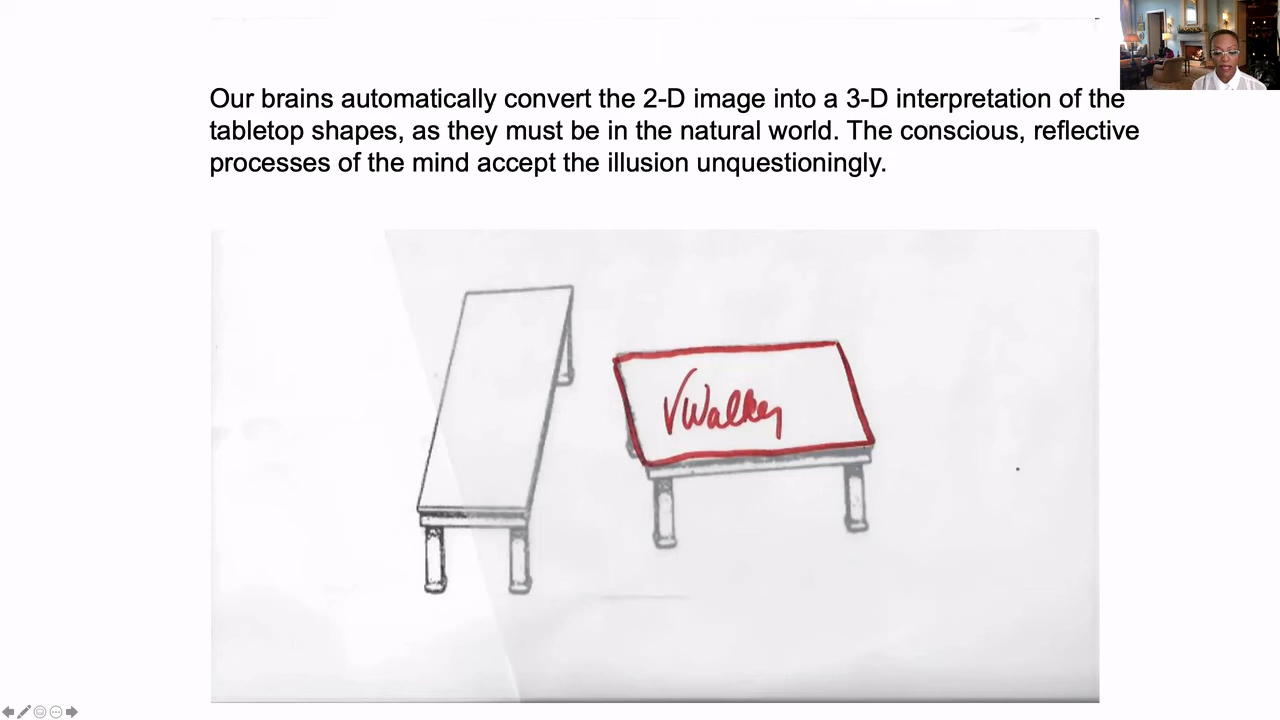 Our brains automatically convert the 2-D image into a 3-D interpretation of the
tabletop shapes, as they must be in the natural world. The conscious, reflective
processes of the mind accept the illusion unquestioningly.
VWalker